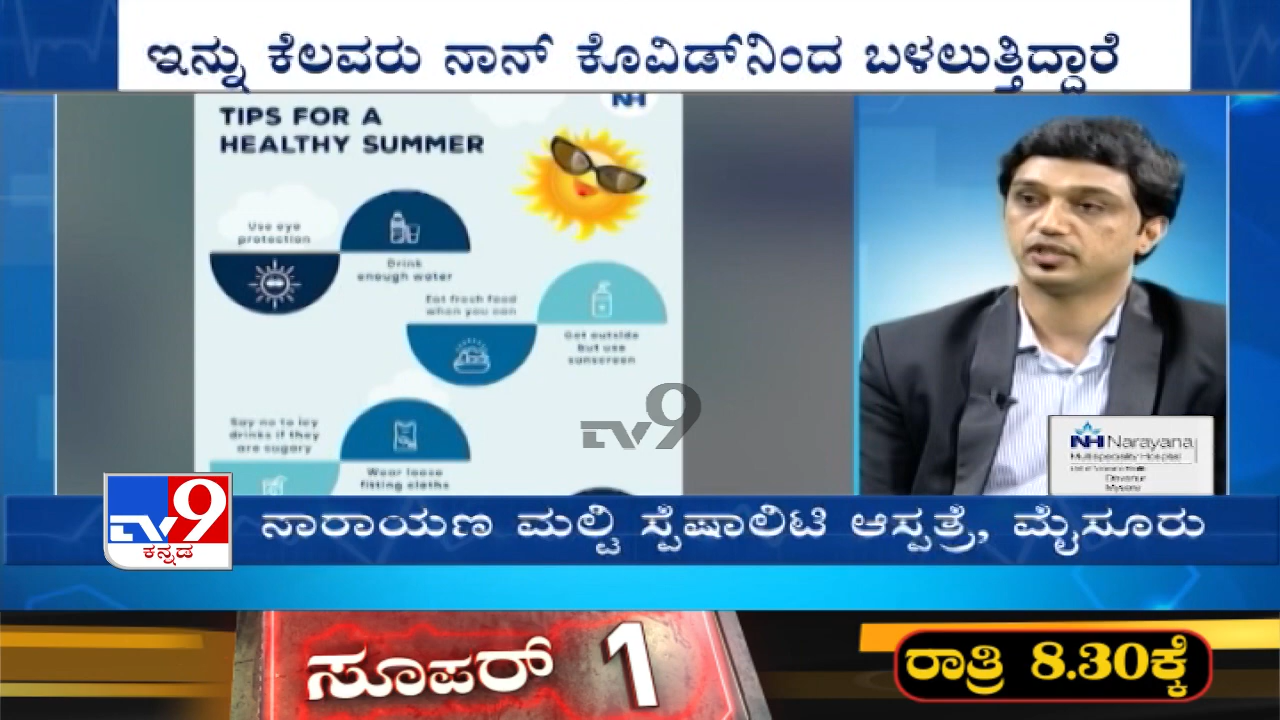 ಇನ್ನು ಕೆಲವರು ನಾನ್ ಕೊವಿಡ್‌ನಿಂದ ಬಳಲುತ್ತಿದ್ದಾರೆ
NH
TIPS FOR A
HEALTHY SUMMER
Use eye
protection
Drink
enough water
Eat fresh food
when you can
Get outside
but use
sunscreen
Say no to icy
drinks if they
are sugary
Wear loose
fitting cloths
TV9
NH Narayana
Multispeciality Hospital
Mysore
TV9
ಕನ್ನಡ
ನಾರಾಯಣ ಮಲ್ಟಿ ಸ್ಪೆಷಾಲಿಟಿ ಆಸ್ಪತ್ರೆ, ಮೈಸೂರು
ಸೂಪರ್ 1
ರಾತ್ರಿ 8.30ಕ್ಕೆ